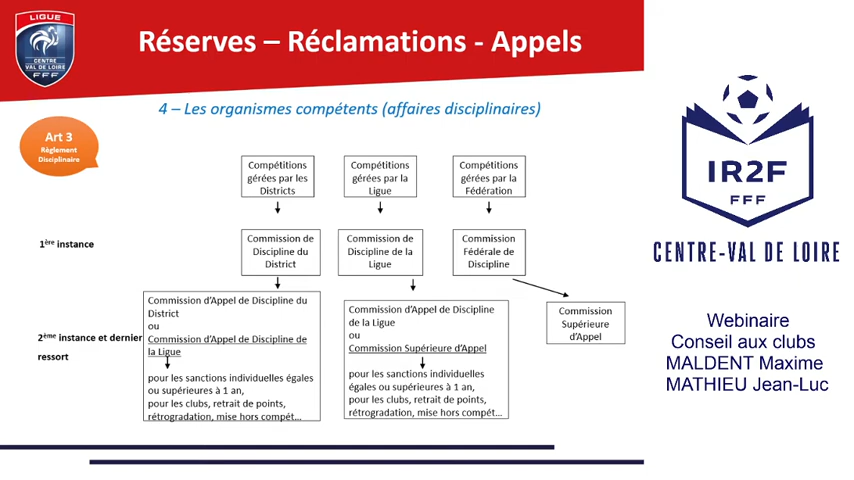 LIGUE
CENTRE
VAL DE LOIRE
FFF
Réserves – Réclamations - Appels
4 – Les organismes compétents (affaires disciplinaires)
Art 3
Règlement
Disciplinaire
Compétitions
gérées par les
Districts
Compétitions
gérées par la
Ligue
Compétitions
gérées par la
Fédération
1ère instance
Commission de
Discipline du
District
Commission de
Discipline de la
Ligue
Commission
Fédérale de
Discipline
2ème instance et dernier
ressort
Commission d'Appel de Discipline du
District
ou
Commission d'Appel de Discipline de
la Ligue
pour les sanctions individuelles égales
ou supérieures à 1 an,
pour les clubs, retrait de points,
rétrogradation, mise hors compét...
Commission d'Appel de Discipline
de la Ligue
ou
Commission Supérieure d'Appel
pour les sanctions individuelles
égales ou supérieures à 1 an,
pour les clubs, retrait de points,
rétrogradation, mise hors compét...
Commission
Supérieure
d'Appel
IR2F
FFF
CENTRE-VAL DE LOIRE
Webinaire
Conseil aux clubs
MALDENT Maxime
MATHIEU Jean-Luc